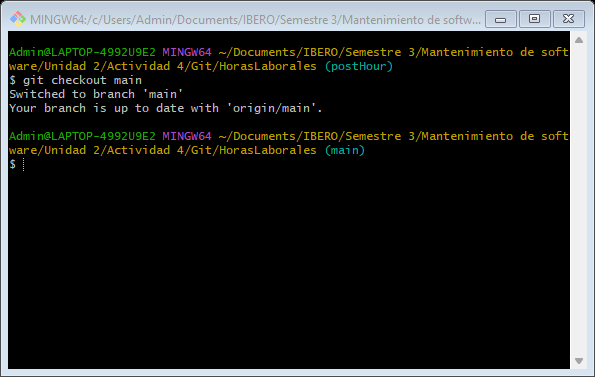 MINGW64:/c/Users/Admin/Documents/IBERO/Semestre 3/Mantenimiento de softw...
Admin@LAPTOP-4992U9E2 MINGW64 ~/Documents/IBERO/Semestre 3/Mantenimiento de soft
ware/Unidad 2/Actividad 4/Git/HorasLaborales (postHour)
$ git checkout main
Switched to branch 'main'
Your branch is up to date with 'origin/main'.
Admin@LAPTOP-4992U9E2 MINGW64 ~/Documents/IBERO/Semestre 3/Mantenimiento de soft
ware/Unidad 2/Actividad 4/Git/HorasLaborales (main)
$